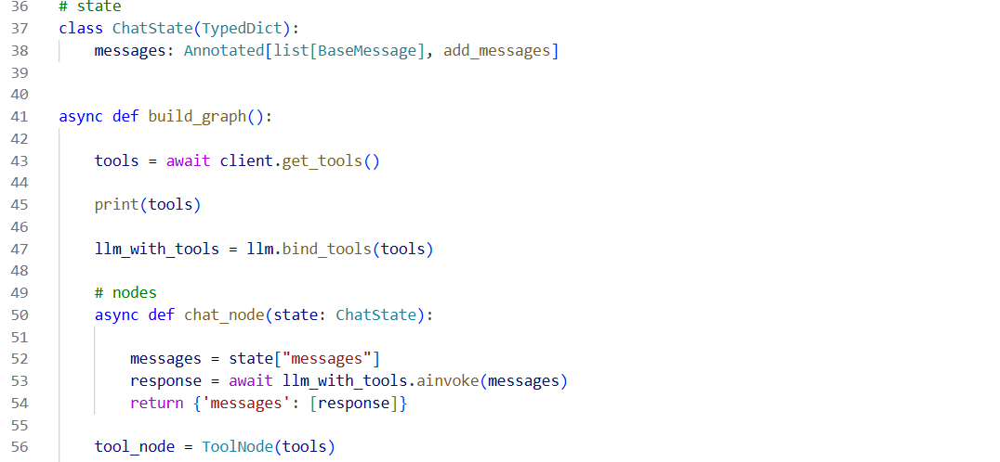 36 # state
37 class ChatState(TypedDict):
38     messages: Annotated[list[BaseMessage], add_messages]
39
40
41 async def build_graph():
42
43     tools = await client.get_tools()
44
45     print(tools)
46
47     llm_with_tools = llm.bind_tools(tools)
48
49     # nodes
50     async def chat_node(state: ChatState):
51
52         messages = state["messages"]
53         response = await llm_with_tools.ainvoke(messages)
54         return {'messages': [response]}
55
56     tool_node = ToolNode(tools)